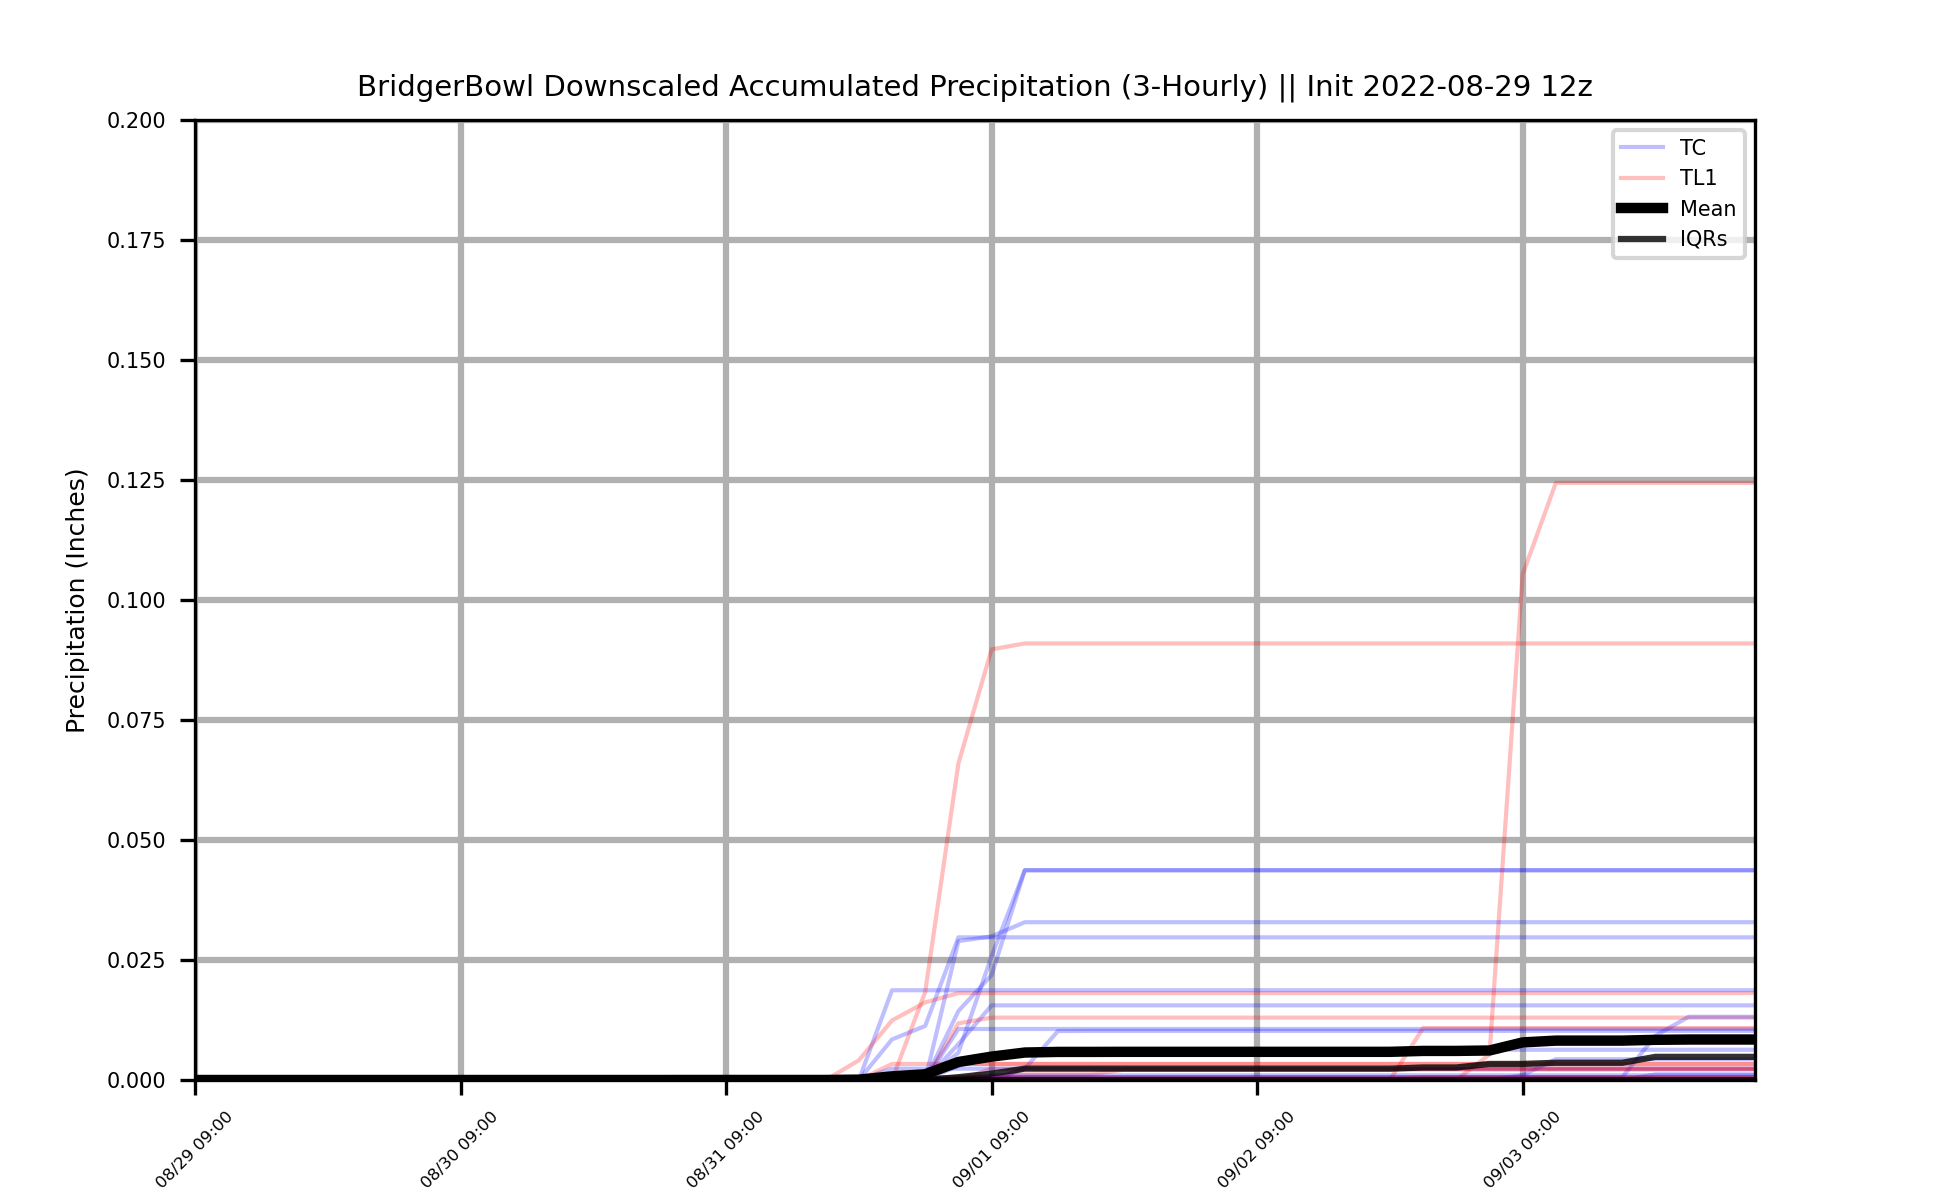 BridgerBowl Downscaled Accumulated Precipitation (3-Hourly) || Init 2022-08-29 12z
Precipitation (Inches)
0.200
0.175
0.150
0.125
0.100
0.075
0.050
0.025
0.000
TC
TL1
Mean
IQRs
08/29 09:00
08/30 09:00
08/31 09:00
09/01 09:00
09/02 09:00
09/03 09:00